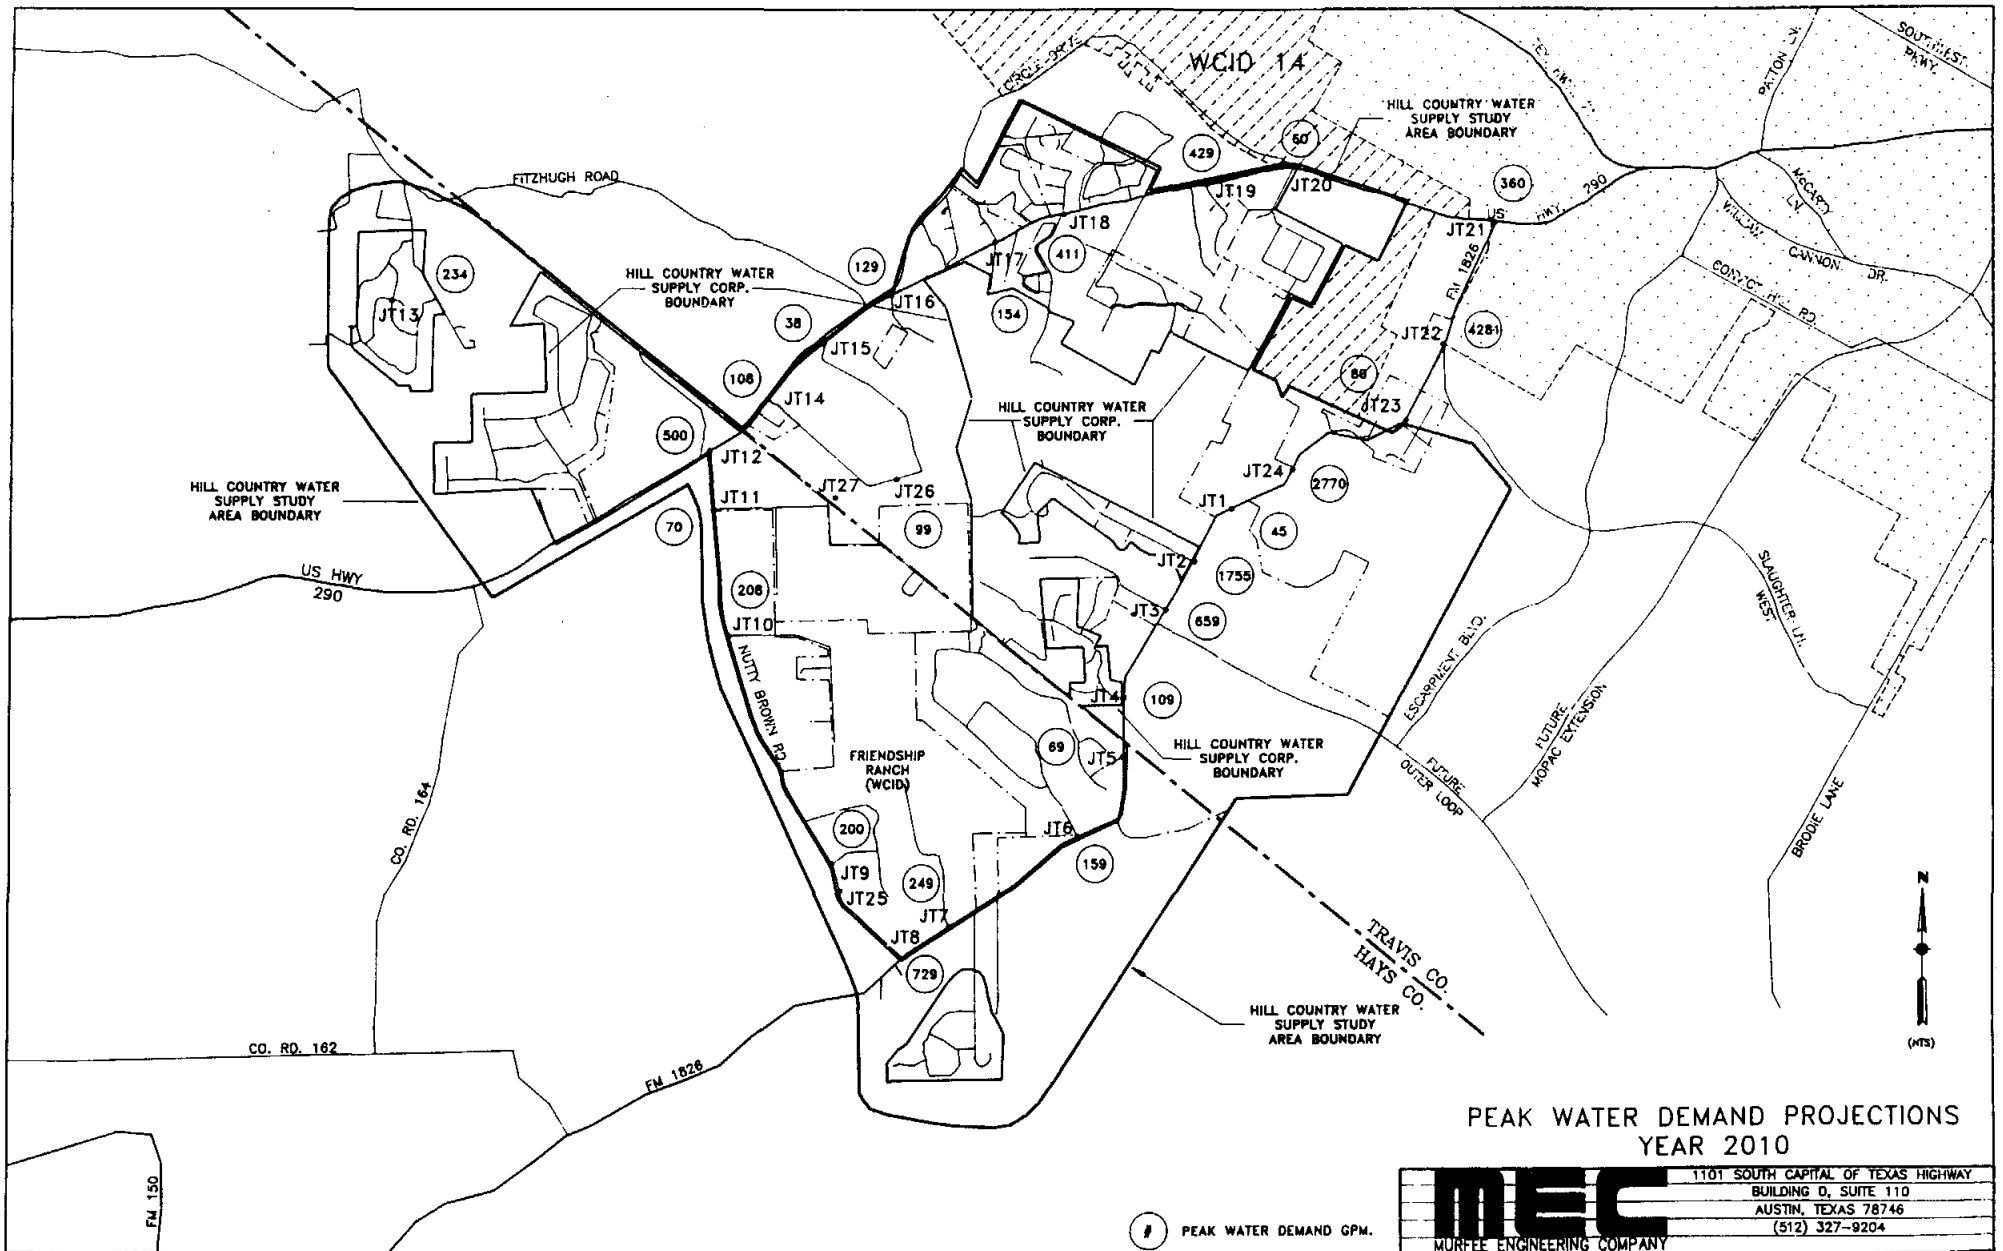 WCID 14
CIRCLE DRIVE
PATTON LN.
SOUTHWEST
PKWY.
HILL COUNTRY WATER
SUPPLY STUDY
AREA BOUNDARY
60
429
360
FITZHUGH ROAD
JT19
JT20
290
HWY.
US
McCARTY
LN.
JT18
JT21
WILLIAM
CANNON
DR.
234
129
JT17
411
FM 1826
CONVICT HILL
RD.
HILL COUNTRY WATER
SUPPLY CORP.
BOUNDARY
JT13
JT16
154
38
JT15
JT22
4281
108
JT14
88
JT23
HILL COUNTRY WATER
SUPPLY CORP.
BOUNDARY
500
JT12
JT24
2770
HILL COUNTRY WATER
SUPPLY STUDY
AREA BOUNDARY
JT11
JT27
JT26
JT1
70
99
45
JT2
1755
US HWY
290
208
JT3
659
SLAUGHTER LN.
WEST
JT10
NUTTY BROWN RD.
ESCARPMENT BLVD.
JT4
109
FUTURE
MOPAC EXTENSION
69
JT5
HILL COUNTRY WATER
SUPPLY CORP.
BOUNDARY
FRIENDSHIP
RANCH
(WCID)
FUTURE
OUTER LOOP
CO. RD. 164
200
JT6
159
BRODIE LANE
JT9
249
JT25
JT7
JT8
729
N
TRAVIS CO.
HAYS CO.
HILL COUNTRY WATER
SUPPLY STUDY
AREA BOUNDARY
(NTS)
CO. RD. 162
FM 1826
FM 150
PEAK WATER DEMAND PROJECTIONS
YEAR 2010
# PEAK WATER DEMAND GPM.
MEC
MURFEE ENGINEERING COMPANY
1101 SOUTH CAPITAL OF TEXAS HIGHWAY
BUILDING D, SUITE 110
AUSTIN, TEXAS 78746
(512) 327-9204